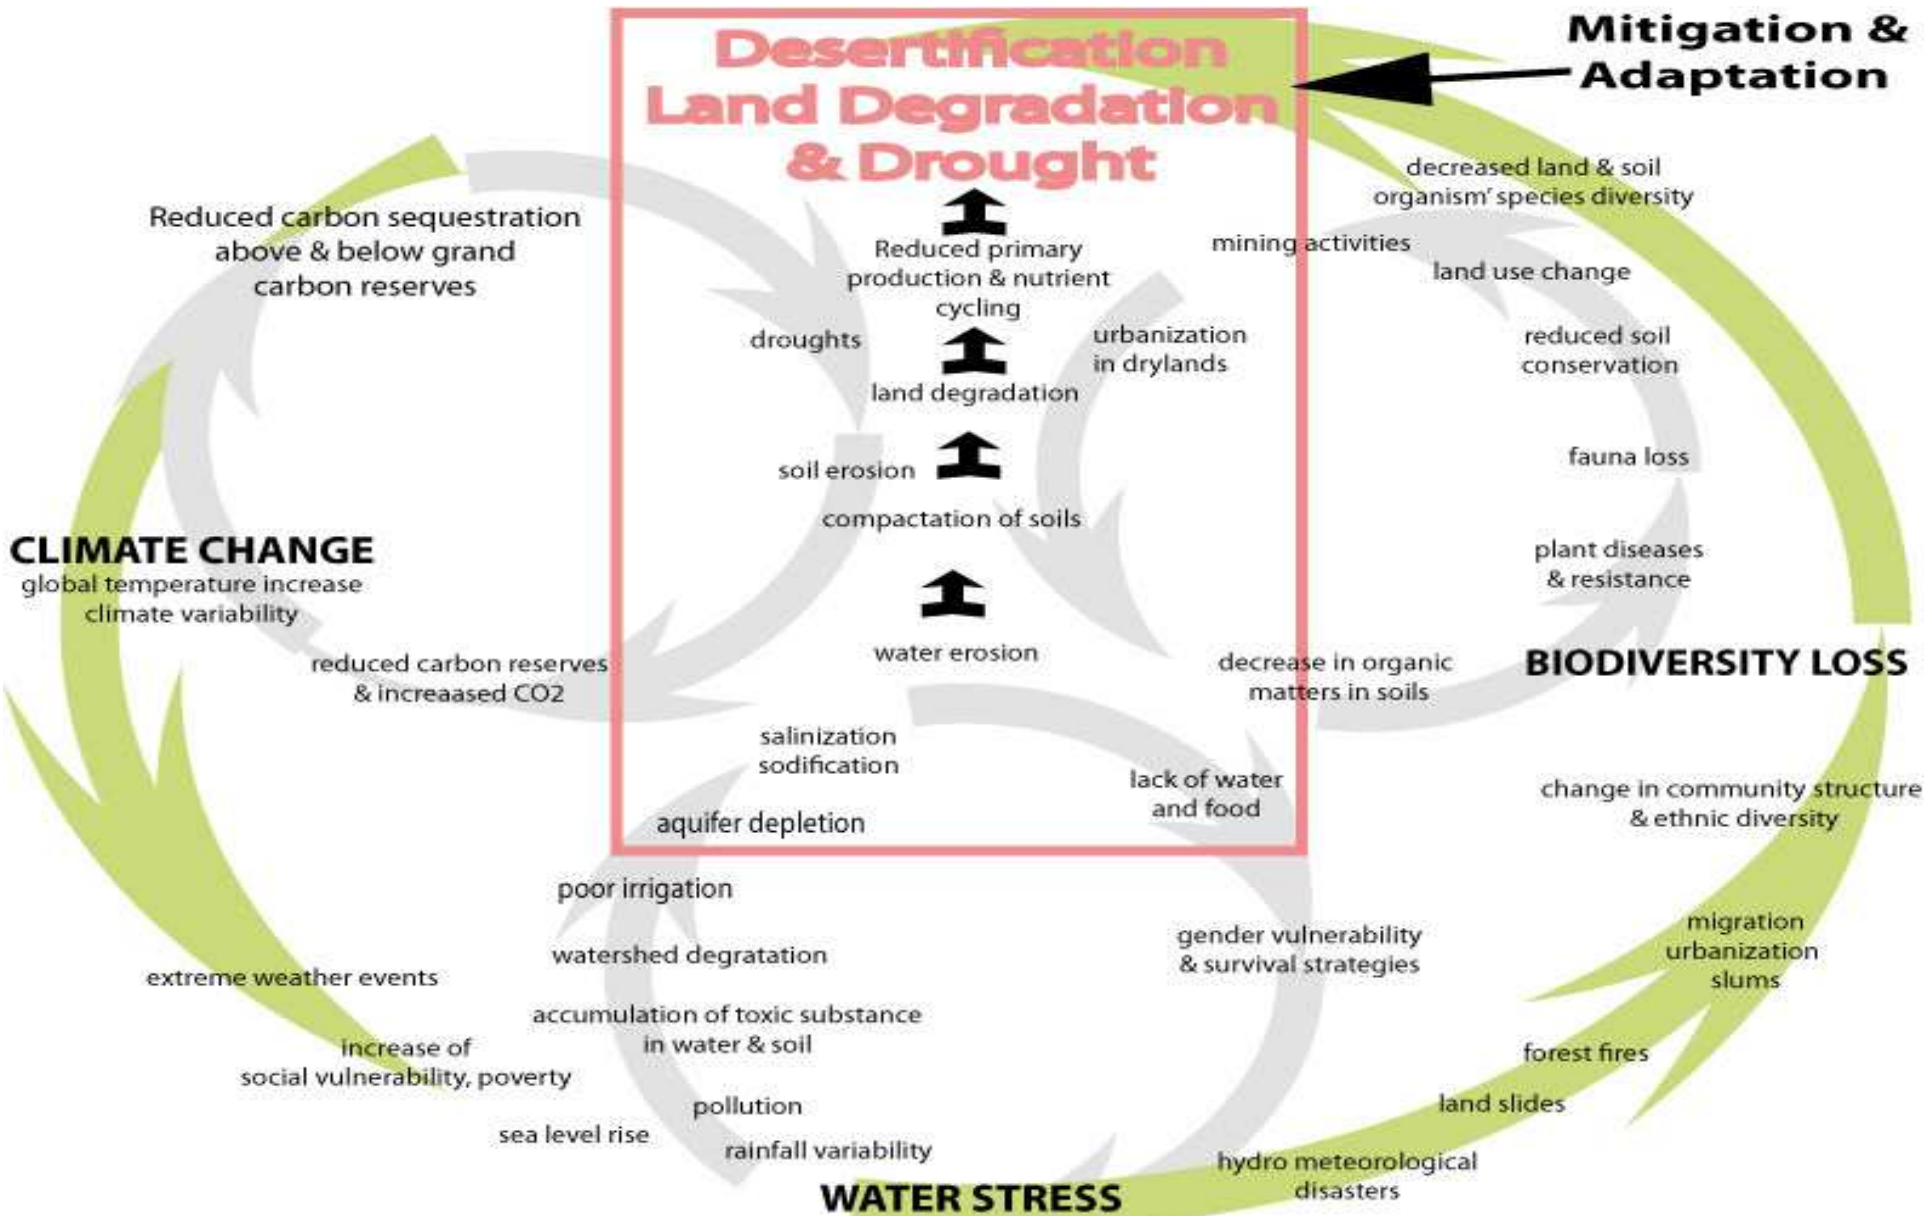 Desertification
Land Degradation
& Drought
Mitigation &
Adaptation
decreased land & soil
organism' species diversity
mining activities
land use change
Reduced carbon sequestration
above & below grand
carbon reserves
Reduced primary
production & nutrient
cycling
droughts
urbanization
in drylands
reduced soil
conservation
land degradation
soil erosion
fauna loss
compactation of soils
CLIMATE CHANGE
global temperature increase
climate variability
plant diseases
& resistance
reduced carbon reserves
& increaased CO2
water erosion
decrease in organic
matters in soils
BIODIVERSITY LOSS
salinization
sodification
lack of water
and food
change in community structure
& ethnic diversity
aquifer depletion
poor irrigation
watershed degratation
gender vulnerability
& survival strategies
migration
urbanization
slums
extreme weather events
accumulation of toxic substance
in water & soil
increase of
social vulnerability, poverty
forest fires
pollution
land slides
sea level rise
rainfall variability
hydro meteorological
disasters
WATER STRESS